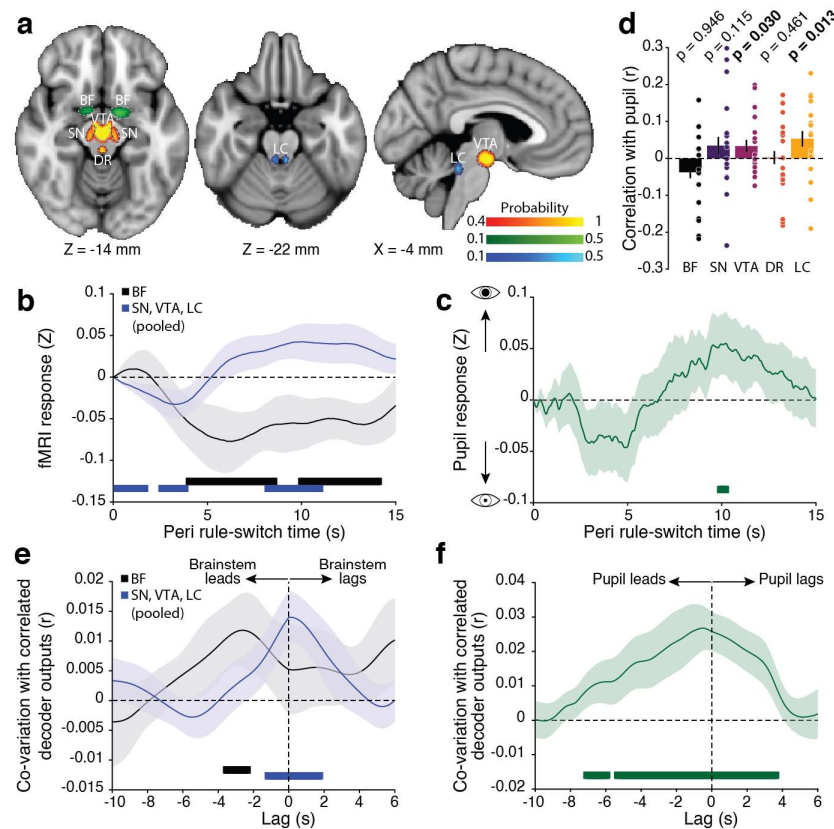 a
BF
BF
VTA
SN
SN
DR
Z = -14 mm
LC
Z = -22 mm
VTA
LC
X = -4 mm
Probability
0.4
1
0.1
0.5
0.1
0.5
d
p = 0.946
p = 0.115
p = 0.030
p = 0.461
p = 0.013
Correlation with pupil (r)
0.3
0.2
0.1
0
-0.1
-0.2
-0.3
BF
SN
VTA
DR
LC
b
BF
SN, VTA, LC
(pooled)
fMRI response (Z)
0.1
0.05
0
-0.05
-0.1
-0.15
0
5
10
15
Peri rule-switch time (s)
c
Pupil response (Z)
0.1
0.05
0
-0.05
-0.1
0
5
10
15
Peri rule-switch time (s)
e
BF
SN, VTA, LC
(pooled)
Brainstem
leads
Brainstem
lags
Co-variation with correlated
decoder outputs (r)
0.02
0.015
0.01
0.005
0
-0.005
-0.01
-0.015
-10
-8
-6
-4
-2
0
2
4
6
Lag (s)
f
Pupil leads
Pupil lags
Co-variation with correlated
decoder outputs (r)
0.04
0.03
0.02
0.01
0
-0.01
-0.02
-10
-8
-6
-4
-2
0
2
4
6
Lag (s)